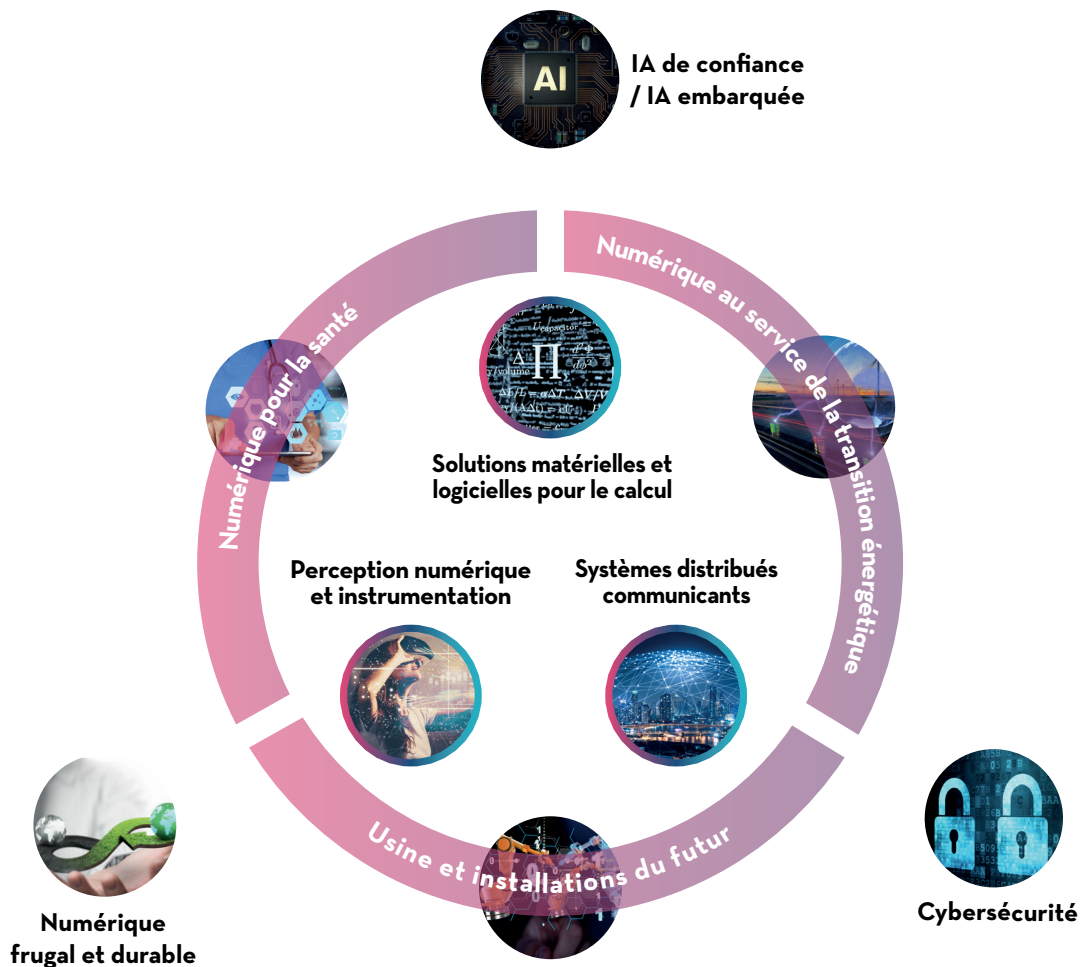 AI
IA de confiance
/ IA embarquée
Numérique pour la santé
Numérique au service de la transition énergétique
Solutions matérielles et
logicielles pour le calcul
Perception numérique
et instrumentation
Systèmes distribués
communicants
Usine et installations du futur
Numérique
frugal et durable
Cybersécurité